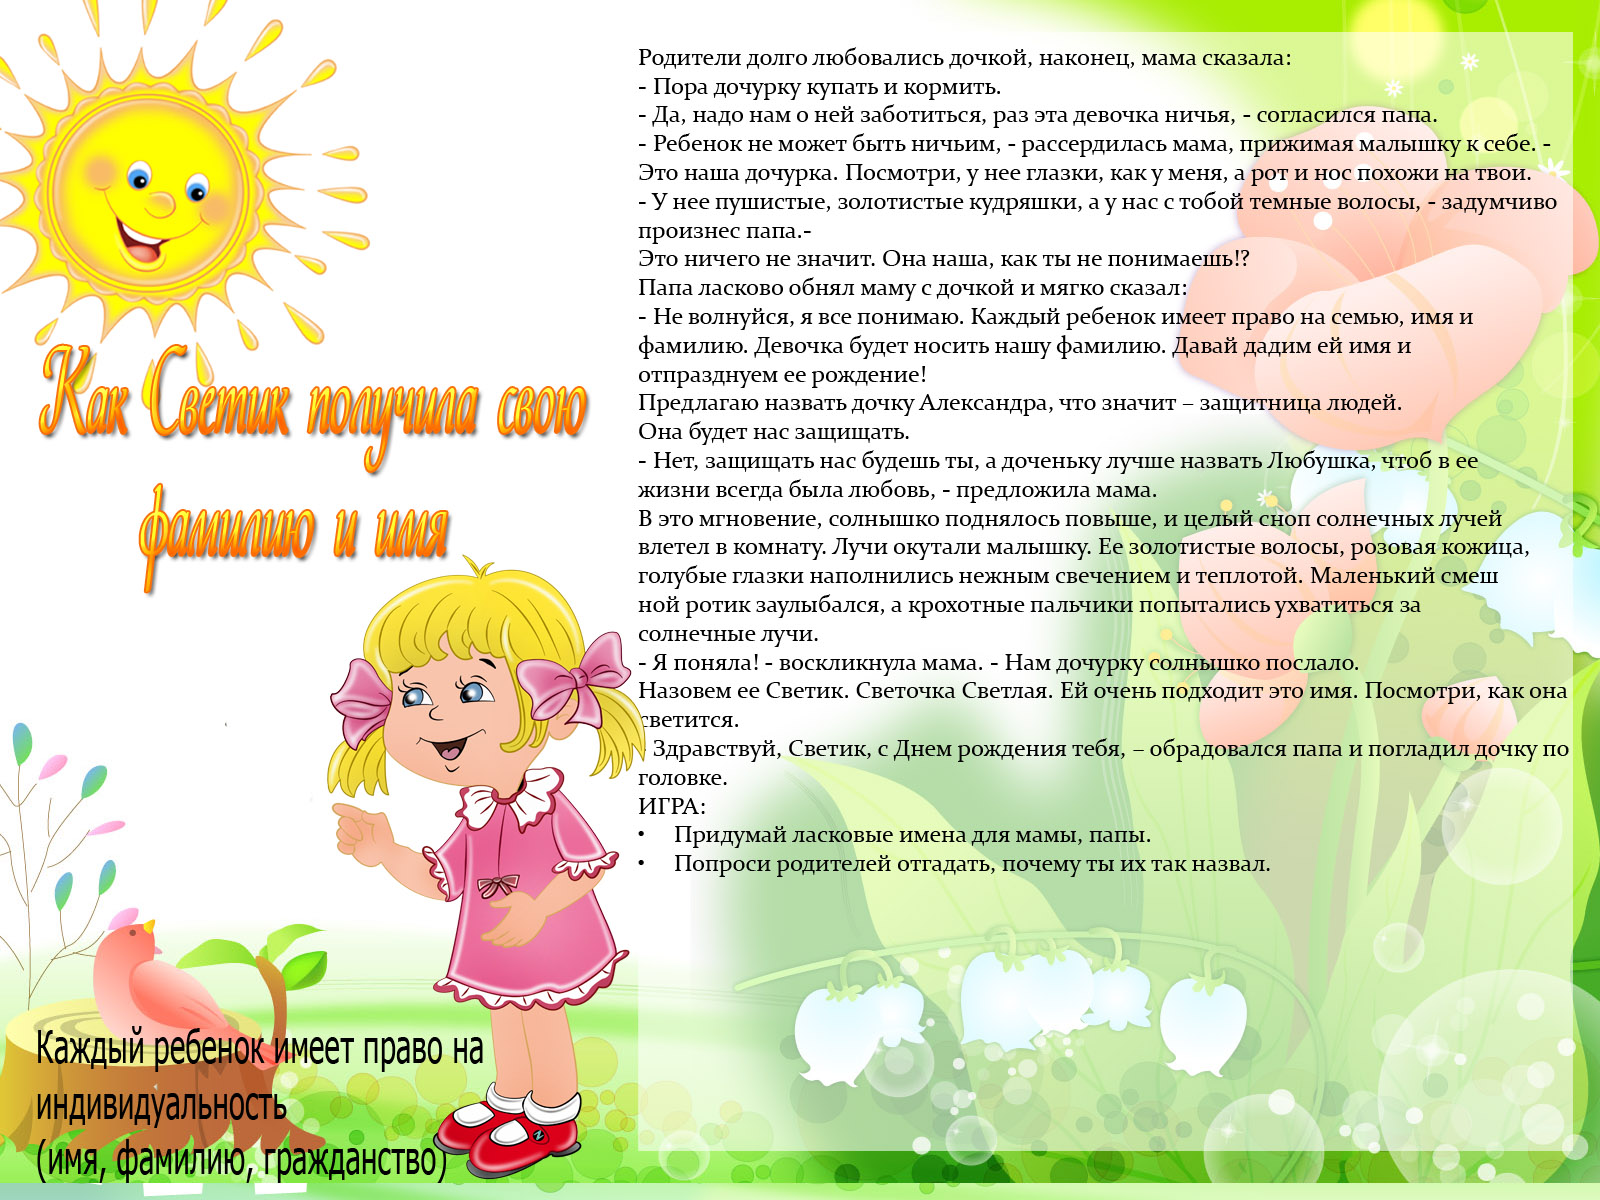 Как Светик получила свою
фамилию и имя
Родители долго любовались дочкой, наконец, мама сказала:
- Пора дочурку купать и кормить.
- Да, надо нам о ней заботиться, раз эта девочка ничья, - согласился папа.
- Ребенок не может быть ничьим, - рассердилась мама, прижимая малышку к себе. -
Это наша дочурка. Посмотри, у нее глазки, как у меня, а рот и нос похожи на твои.
- У нее пушистые, золотистые кудряшки, а у нас с тобой темные волосы, - задумчиво
произнес папа.-
Это ничего не значит. Она наша, как ты не понимаешь!?
Папа ласково обнял маму с дочкой и мягко сказал:
- Не волнуйся, я все понимаю. Каждый ребенок имеет право на семью, имя и
фамилию. Девочка будет носить нашу фамилию. Давай дадим ей имя и
отпразднуем ее рождение!
Предлагаю назвать дочку Александра, что значит – защитница людей.
Она будет нас защищать.
- Нет, защищать нас будешь ты, а доченьку лучше назвать Любушка, чтоб в ее
жизни всегда была любовь, - предложила мама.
В это мгновение, солнышко поднялось повыше, и целый сноп солнечных лучей
влетел в комнату. Лучи окутали малышку. Ее золотистые волосы, розовая кожица,
голубые глазки наполнились нежным свечением и теплотой. Маленький смеш
ной ротик заулыбался, а крохотные пальчики попытались ухватиться за
солнечные лучи.
- Я поняла! - воскликнула мама. - Нам дочурку солнышко послало.
Назовем ее Светик. Светочка Светлая. Ей очень подходит это имя. Посмотри, как она
светится.
- Здравствуй, Светик, с Днем рождения тебя, – обрадовался папа и погладил дочку по
головке.
ИГРА:
• Придумай ласковые имена для мамы, папы.
• Попроси родителей отгадать, почему ты их так назвал.
Каждый ребенок имеет право на
индивидуальность
(имя, фамилию, гражданство)